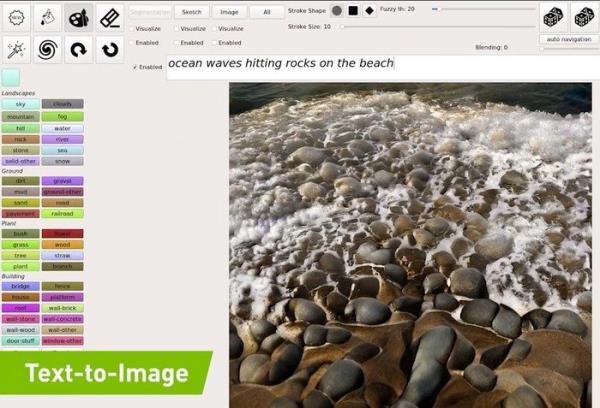 NEW
Segmentation Sketch Image All
Stroke Shape: Fuzzy th: 20
Visualize Visualize Visualize
Stroke Size: 10
Enabled Enabled Enabled
auto navigation
Blending: 0
Enabled ocean waves hitting rocks on the beach
Landscapes
sky clouds
mountain fog
hill water
rock river
stone sea
solid-other snow
Ground
dirt gravel
mud ground-other
sand road
pavement railroad
Plant
bush flower
grass wood
tree straw
plant branch
Building
bridge fence
house platform
roof wall-brick
wall-stone wall-concrete
wall-wood wall-other
door-stuff window-other
Text-to-Image